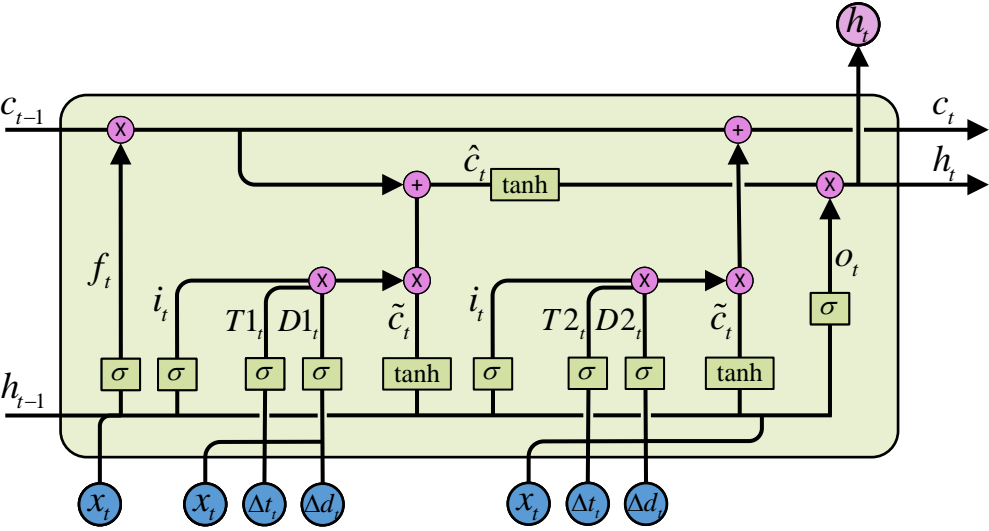 h_t
c_{t-1}
X
+
c_t
ĉ_t
h_t
+
tanh
X
f_t
i_t
X
X
i_t
X
X
o_t
T1_t
D1_t
c̃_t
T2_t
D2_t
c̃_t
σ
σ
σ
σ
σ
tanh
σ
σ
σ
tanh
h_{t-1}
x_t
x_t
Δt_t
Δd_t
x_t
Δt_t
Δd_t